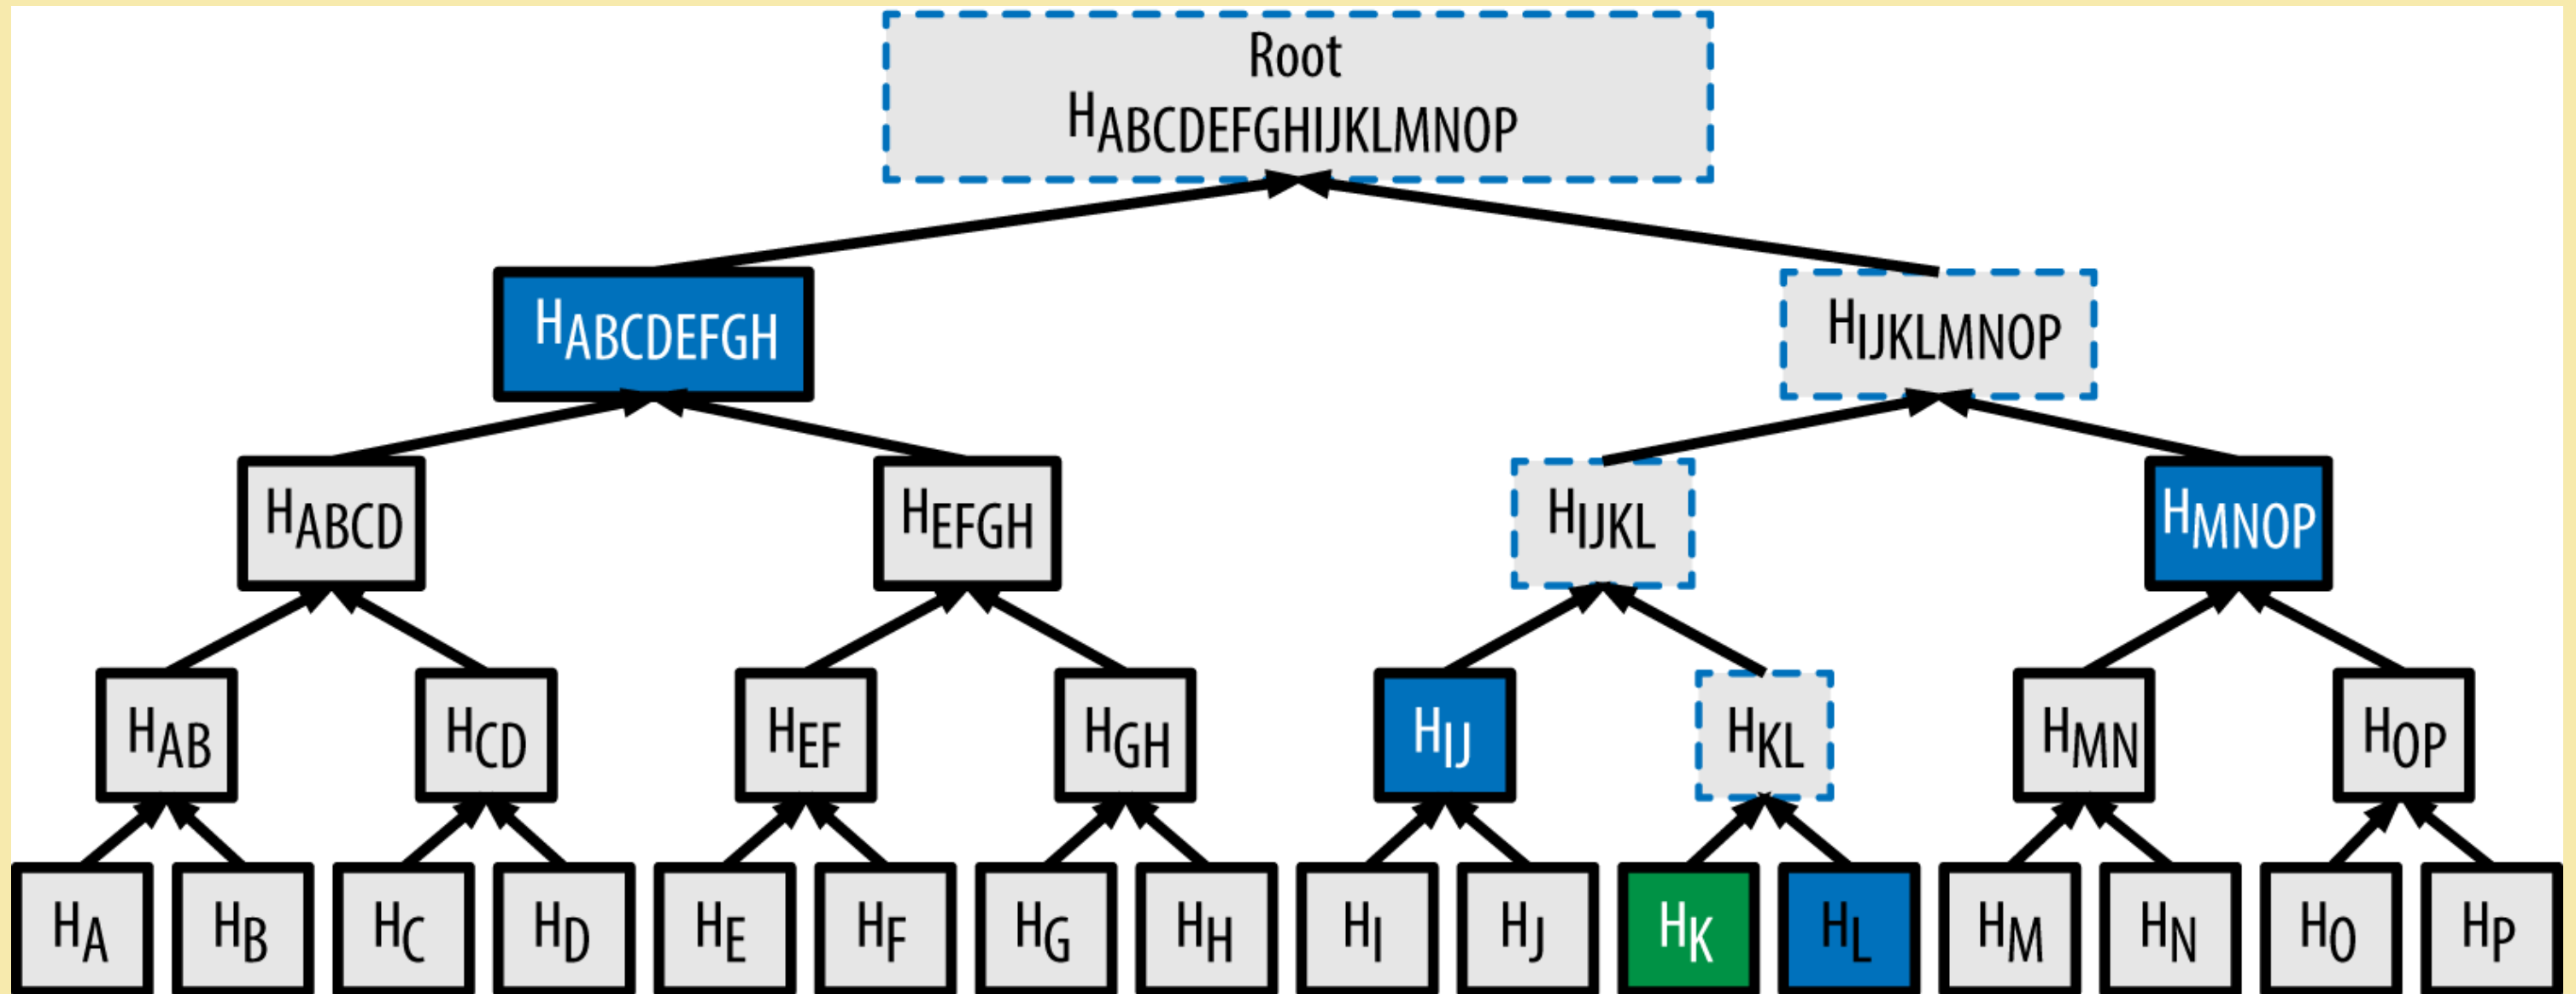 Root
HABCDEFGHIJKLMNOP
HABCDEFGH
HIJKLMNOP
HABCD
HEFGH
HIJKL
HMNOP
HAB
HCD
HEF
HGH
HIJ
HKL
HMN
HOP
HA
HB
HC
HD
HE
HF
HG
HH
HI
HJ
HK
HL
HM
HN
HO
HP